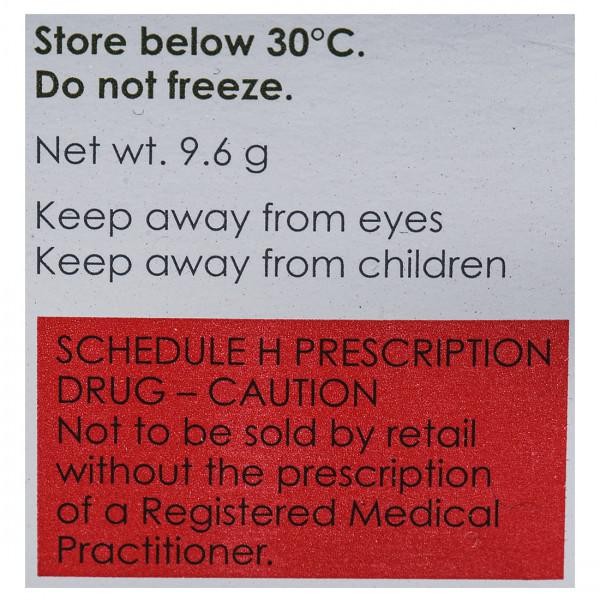 Store below 30°C.
Do not freeze.
Net wt. 9.6 g
Keep away from eyes
Keep away from children
SCHEDULE H PRESCRIPTION
DRUG – CAUTION
Not to be sold by retail
without the prescription
of a Registered Medical
Practitioner.